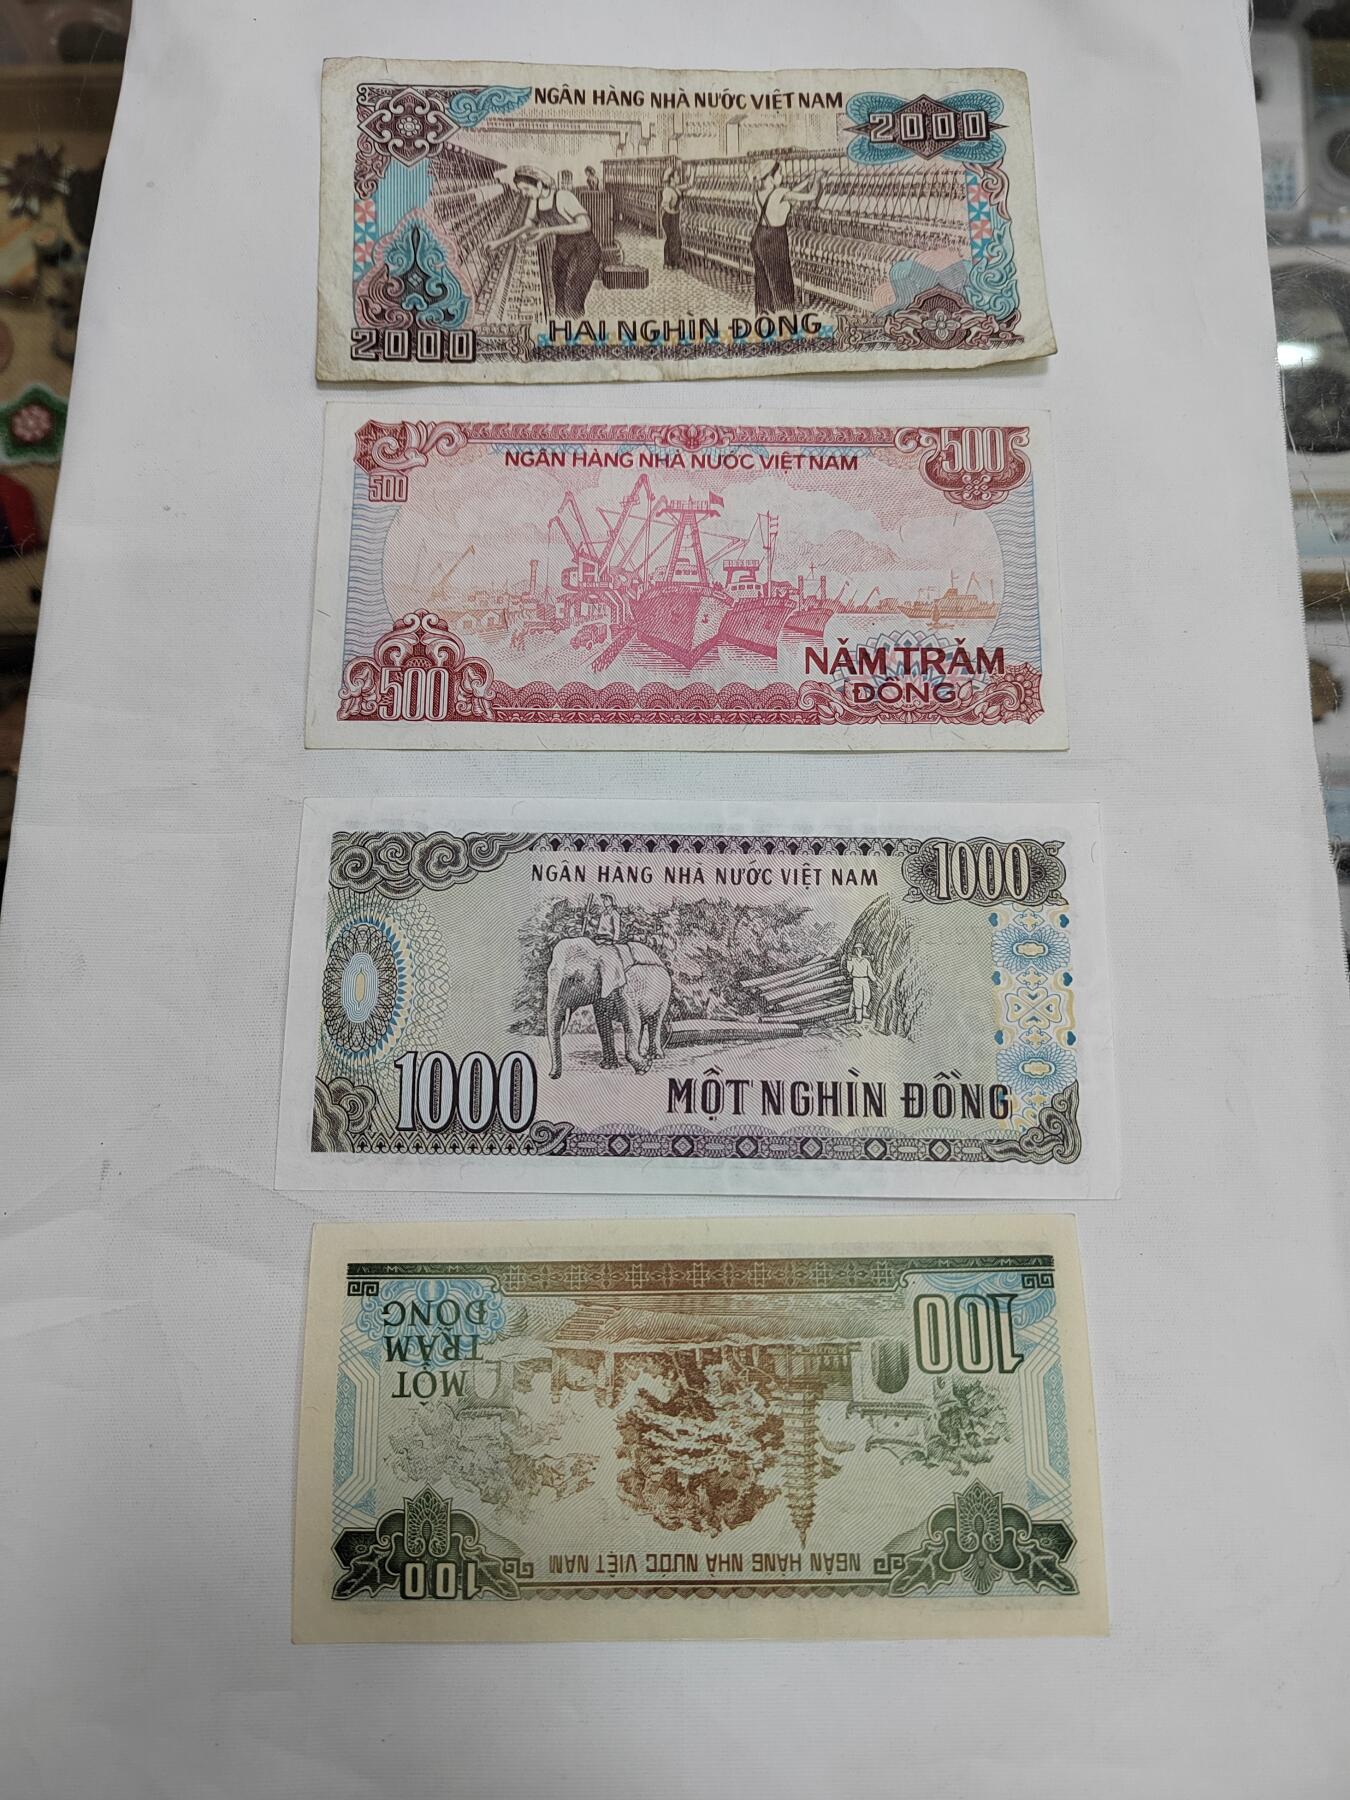 NGÂN HÀNG NHÀ NƯỚC VIỆT NAM
2000
HAI NGHÌN ĐỒNG
2000
500
NGÂN HÀNG NHÀ NƯỚC VIỆT NAM
500
NĂM TRĂM
ĐỒNG
500
1000
NGÂN HÀNG NHÀ NƯỚC VIỆT NAM
1000
MỘT NGHÌN ĐỒNG
100
NGÂN HÀNG NHÀ NƯỚC VIỆT NAM
100
MỘT
TRĂM
ĐỒNG